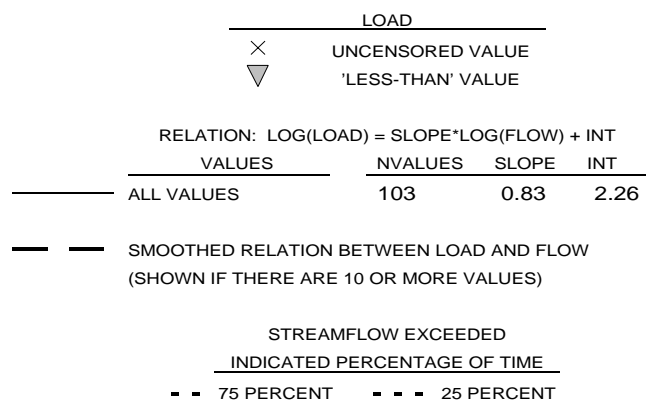 LOAD
UNCENSORED VALUE
'LESS-THAN' VALUE
RELATION: LOG(LOAD) = SLOPE*LOG(FLOW) + INT
VALUES NVALUES SLOPE INT
ALL VALUES 103 0.83 2.26
SMOOTHED RELATION BETWEEN LOAD AND FLOW
(SHOWN IF THERE ARE 10 OR MORE VALUES)
STREAMFLOW EXCEEDED
INDICATED PERCENTAGE OF TIME
75 PERCENT 25 PERCENT